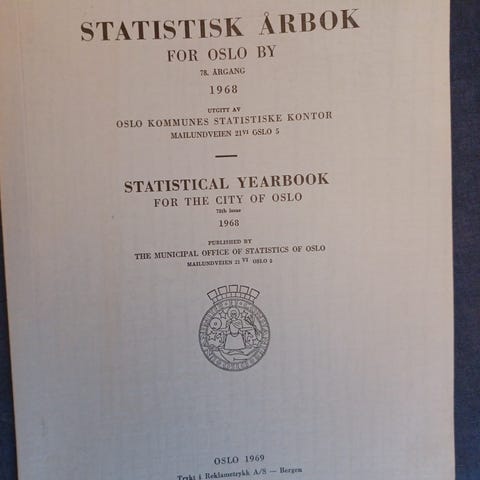 STATISTISK ÅRBOK
FOR OSLO BY
78. ÅRGANG
1968
UTGITT AV
OSLO KOMMUNES STATISTISKE KONTOR
MAILUNDVEIEN 21VI OSLO 5
STATISTICAL YEARBOOK
FOR THE CITY OF OSLO
78th issue
1968
PUBLISHED BY
THE MUNICIPAL OFFICE OF STATISTICS OF OSLO
MAILUNDVEIEN 21 VI OSLO 5
OSLO 1969
Trykt i Reklametrykk A/S — Bergen